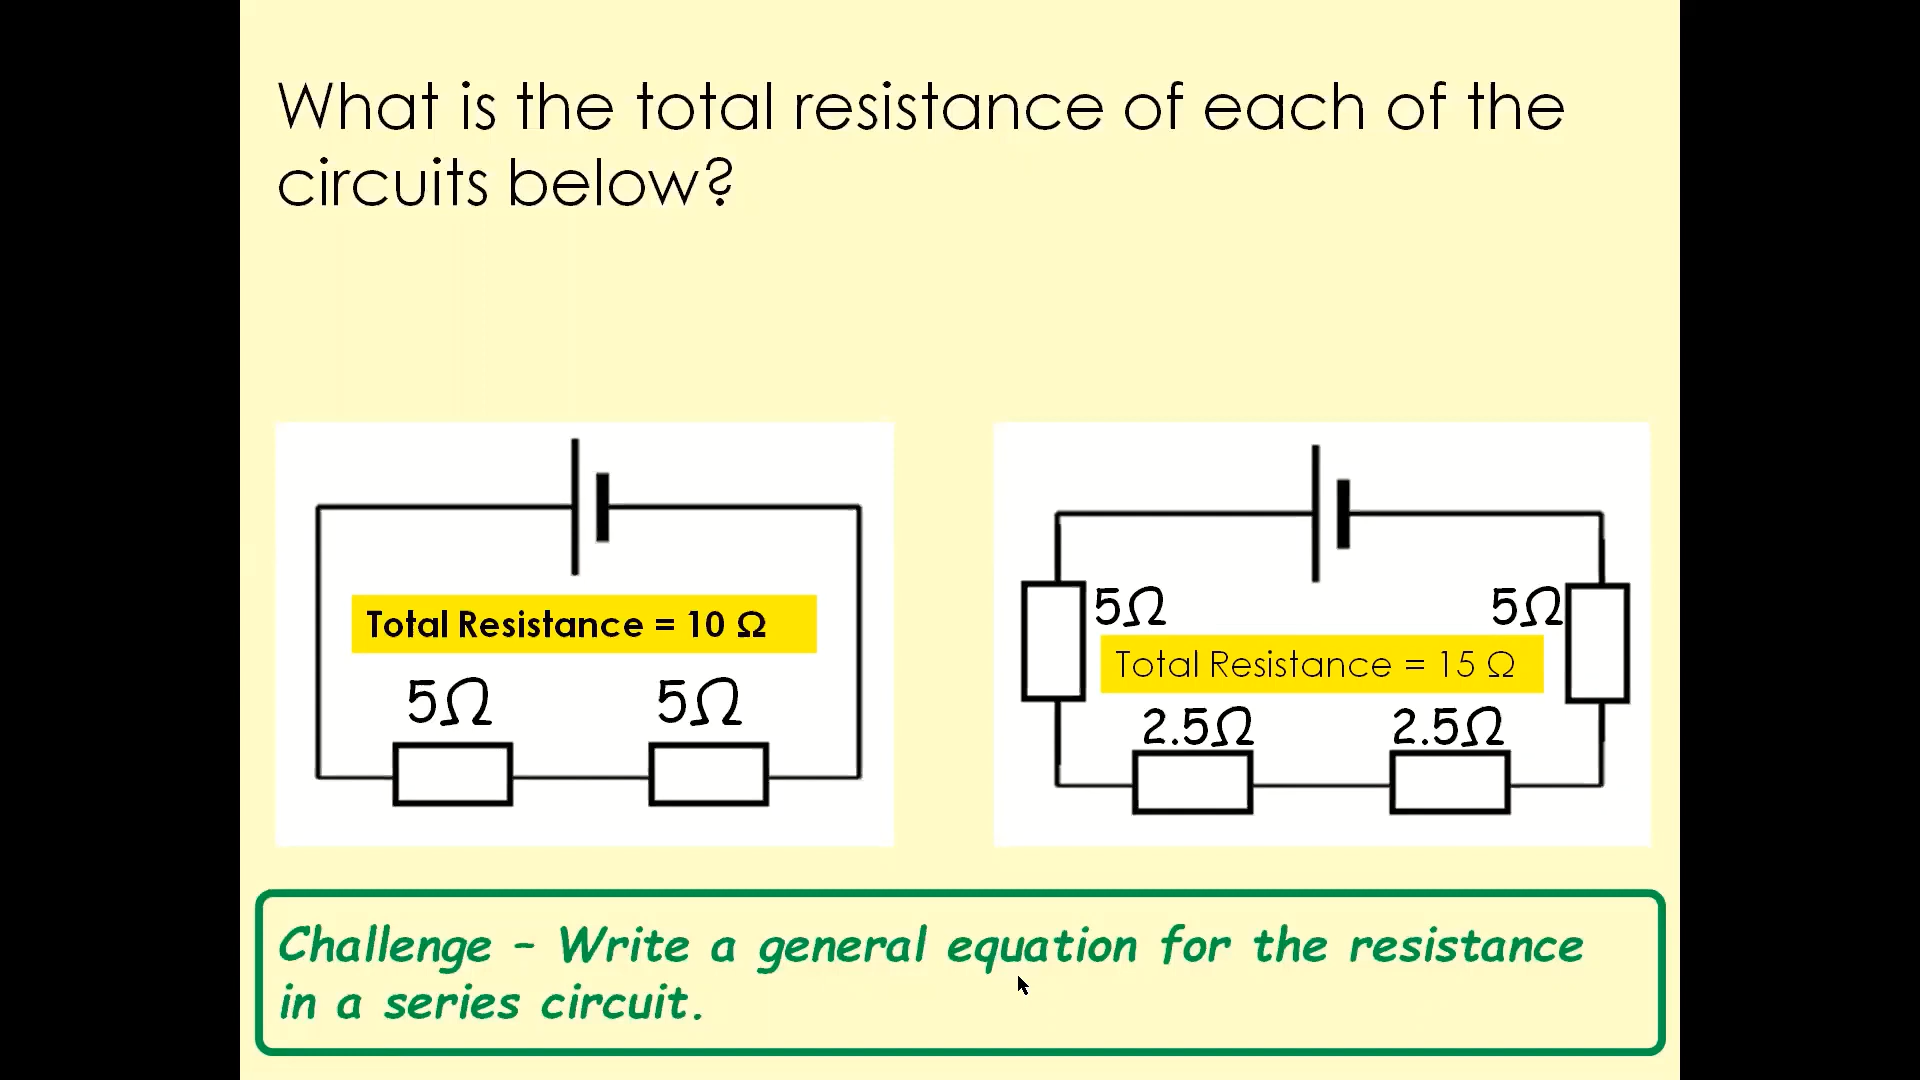 What is the total resistance of each of the
circuits below?
Total Resistance = 10 Ω
5Ω 5Ω
5Ω 5Ω
Total Resistance = 15 Ω
2.5Ω 2.5Ω
Challenge – Write a general equation for the resistance
in a series circuit.